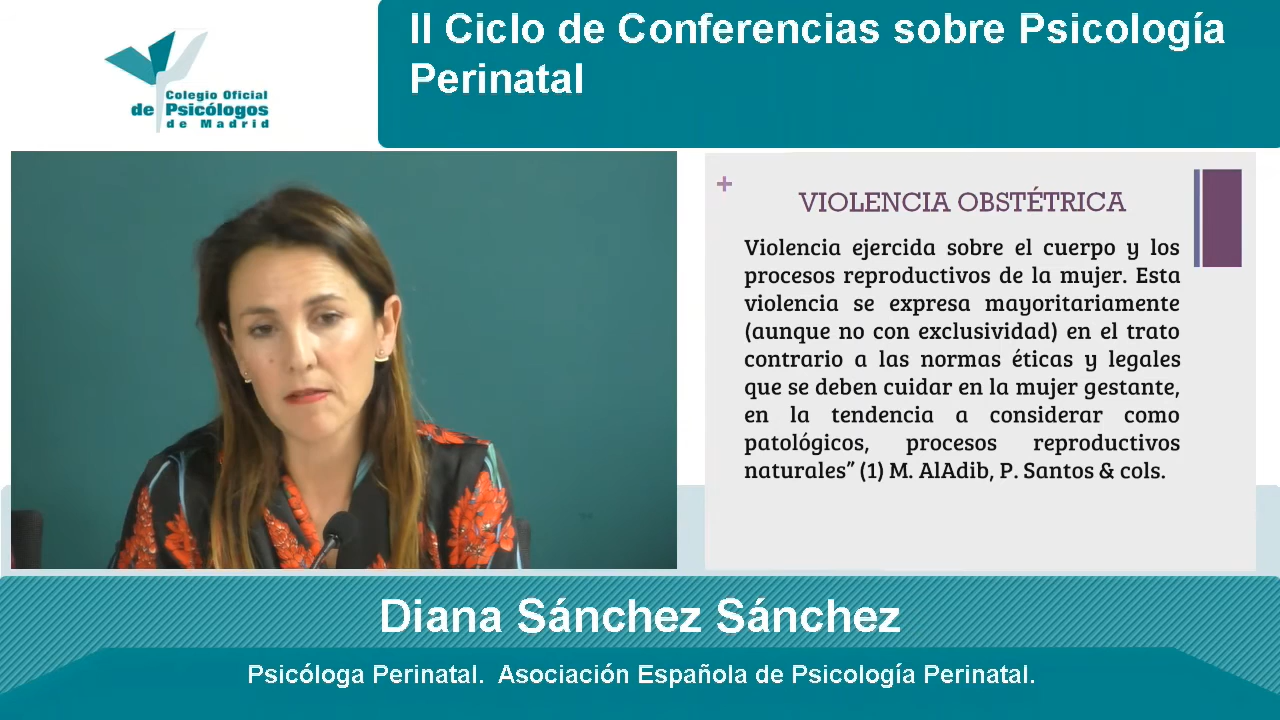 II Ciclo de Conferencias sobre Psicología
Perinatal
Colegio Oficial
de Psicólogos
de Madrid
+
VIOLENCIA OBSTÉTRICA
Violencia ejercida sobre el cuerpo y los
procesos reproductivos de la mujer. Esta
violencia se expresa mayoritariamente
(aunque no con exclusividad) en el trato
contrario a las normas éticas y legales
que se deben cuidar en la mujer gestante,
en la tendencia a considerar como
patológicos, procesos reproductivos
naturales” (1) M. AlAdib, P. Santos & cols.
Diana Sánchez Sánchez
Psicóloga Perinatal. Asociación Española de Psicología Perinatal.